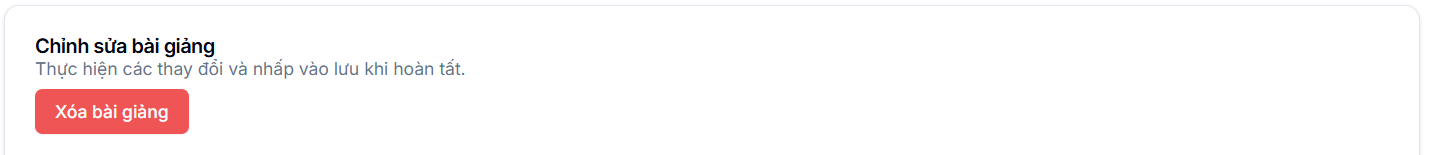 Chỉnh sửa bài giảng
Thực hiện các thay đổi và nhấp vào lưu khi hoàn tất.
Xóa bài giảng